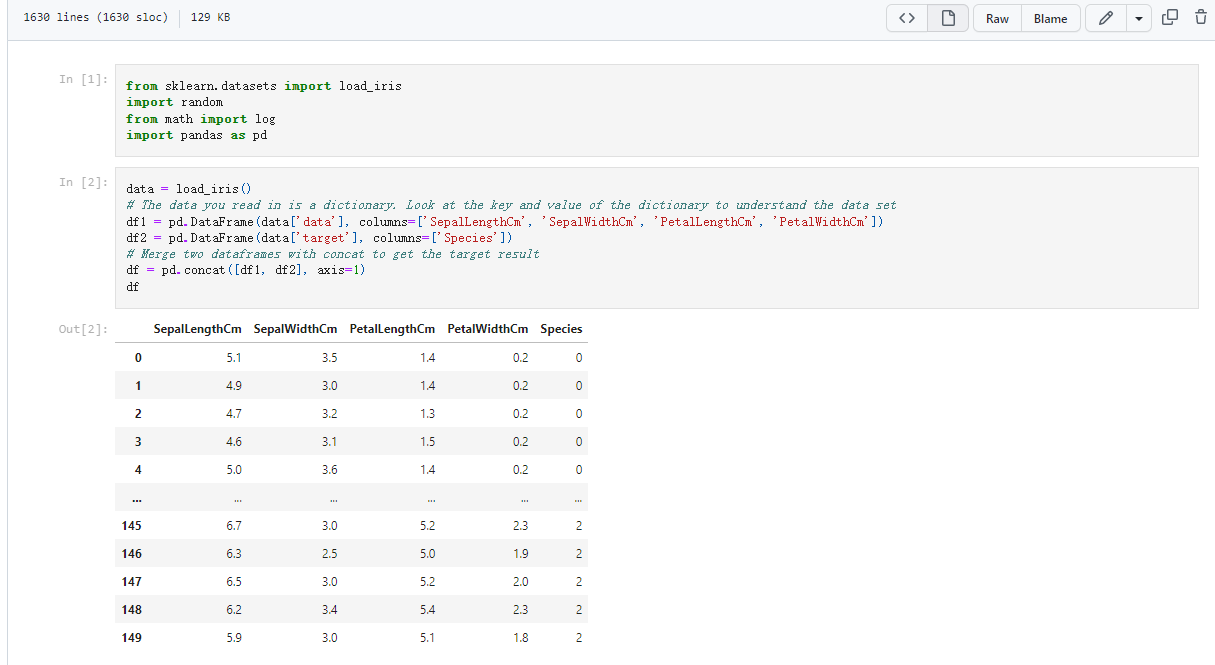 1630 lines (1630 sloc) 129 KB
Raw Blame
In [1]:
from sklearn.datasets import load_iris
import random
from math import log
import pandas as pd
In [2]:
data = load_iris()
# The data you read in is a dictionary. Look at the key and value of the dictionary to understand the data set
df1 = pd.DataFrame(data['data'], columns=['SepalLengthCm', 'SepalWidthCm', 'PetalLengthCm', 'PetalWidthCm'])
df2 = pd.DataFrame(data['target'], columns=['Species'])
# Merge two dataframes with concat to get the target result
df = pd.concat([df1, df2], axis=1)
df
Out[2]:
SepalLengthCm SepalWidthCm PetalLengthCm PetalWidthCm Species
0 5.1 3.5 1.4 0.2 0
1 4.9 3.0 1.4 0.2 0
2 4.7 3.2 1.3 0.2 0
3 4.6 3.1 1.5 0.2 0
4 5.0 3.6 1.4 0.2 0
... ... ... ... ... ...
145 6.7 3.0 5.2 2.3 2
146 6.3 2.5 5.0 1.9 2
147 6.5 3.0 5.2 2.0 2
148 6.2 3.4 5.4 2.3 2
149 5.9 3.0 5.1 1.8 2